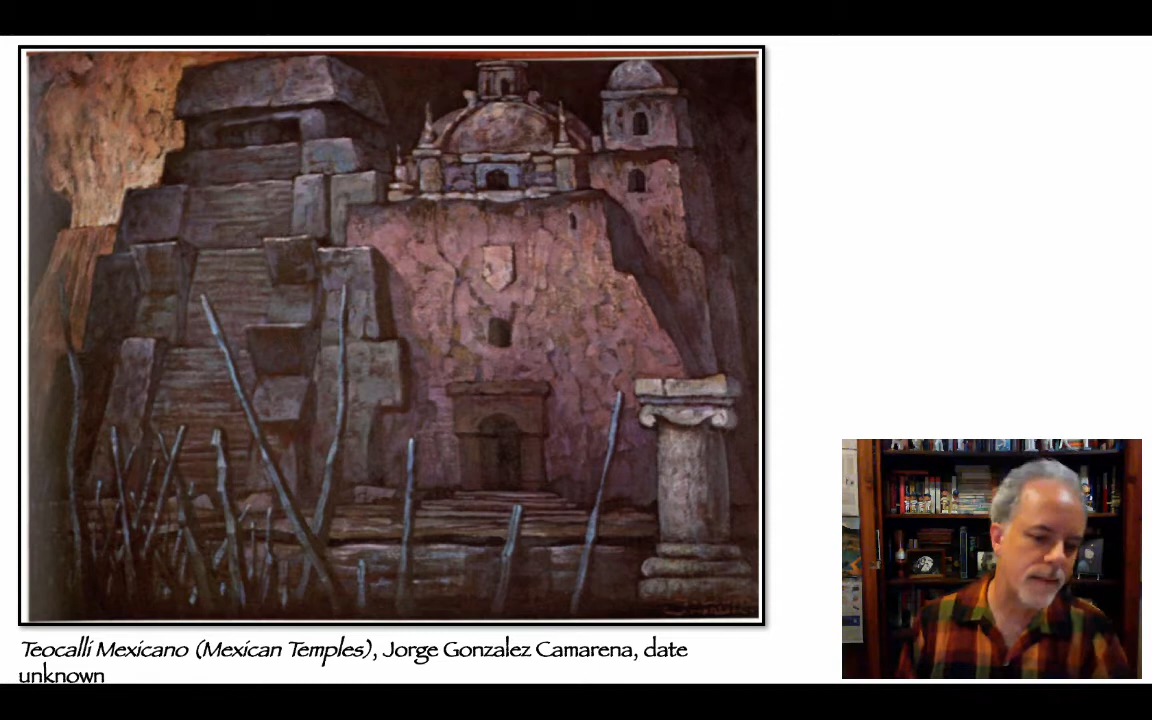 Teocalli Mexicano (Mexican Temples), Jorge Gonzalez Camarena, date
unknown